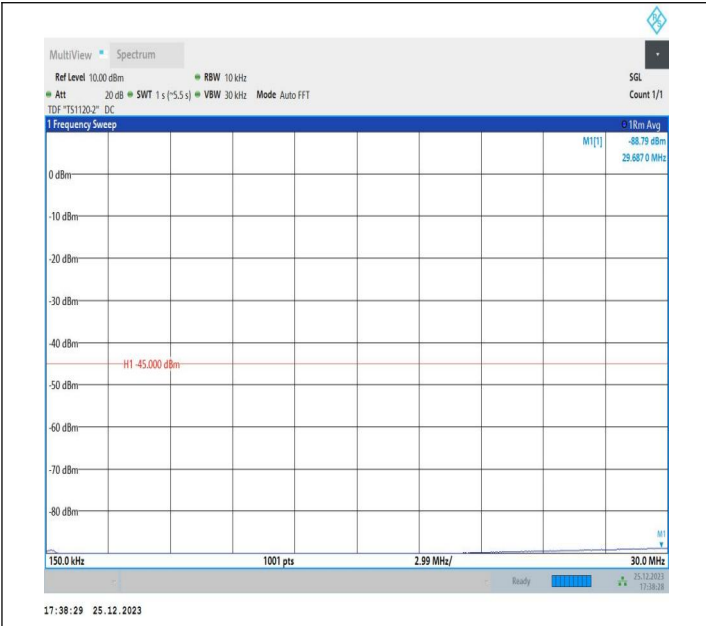 R S
MultiView Spectrum
Ref Level 10.00 dBm RBW 10 kHz SGL
Att 20 dB SWT 1 s (~5.5 s) VBW 30 kHz Mode Auto FFT Count 1/1
TDF "TS1120-2" DC
1 Frequency Sweep 1Rm Avg
M1[1] -88.79 dBm
29.687 0 MHz
0 dBm
-10 dBm
-20 dBm
-30 dBm
-40 dBm
H1 -45.000 dBm
-50 dBm
-60 dBm
-70 dBm
-80 dBm
M1
150.0 kHz 1001 pts 2.99 MHz/ 30.0 MHz
Ready 25.12.2023
17:38:28
17:38:29 25.12.2023